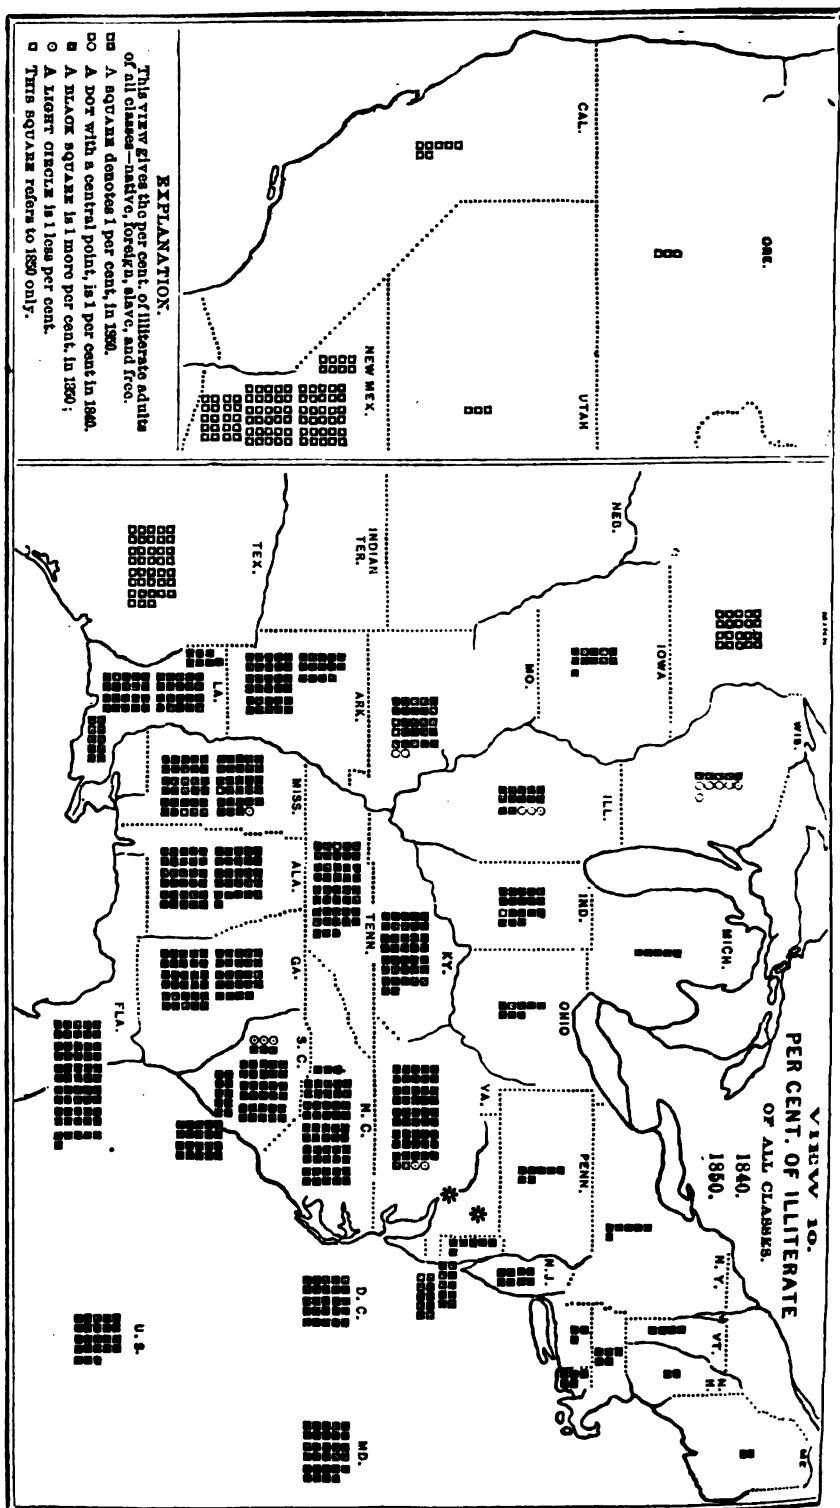 VIEW 10.
PER CENT. OF ILLITERATE
OF ALL CLASSES.
1840.
1850.
ORE.
CAL.
UTAH
NEW MEX.
EXPLANATION.
This VIEW gives the per cent. of illiterate adults
of all classes—native, foreign, slave, and free.
A SQUARE denotes 1 per cent, in 1850.
A DOT with a central point, is 1 per cent in 1840.
A BLACK SQUARE is 1 more per cent. in 1850;
A LIGHT CIRCLE is 1 less per cent.
THIS SQUARE refers to 1850 only.
WIS.
MICH.
N. Y.
VT.
N. H.
ME
NEB.
IOWA
ILL.
IND.
OHIO
PENN.
N. J.
MO.
KY.
VA.
INDIAN
TER.
ARK.
TENN.
N. C.
D. C.
MD.
TEX.
LA.
MISS.
ALA.
GA.
S. C.
FLA.
U. S.